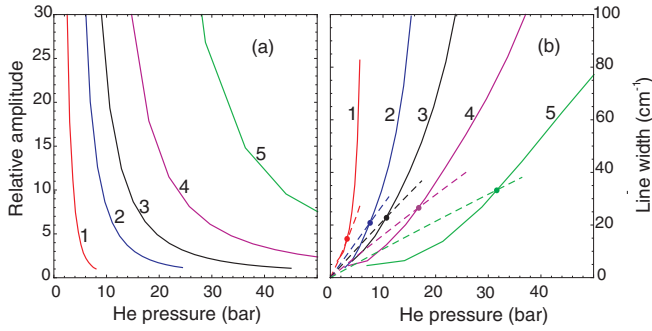 30
25
20
15
10
5
0
Relative amplitude
(a)
1
2
3
4
5
0 10 20 30 40
He pressure (bar)
(b)
1
2
3
4
5
0 10 20 30 40 50
He pressure (bar)
100
80
60
40
20
0
Line width (cm⁻¹)